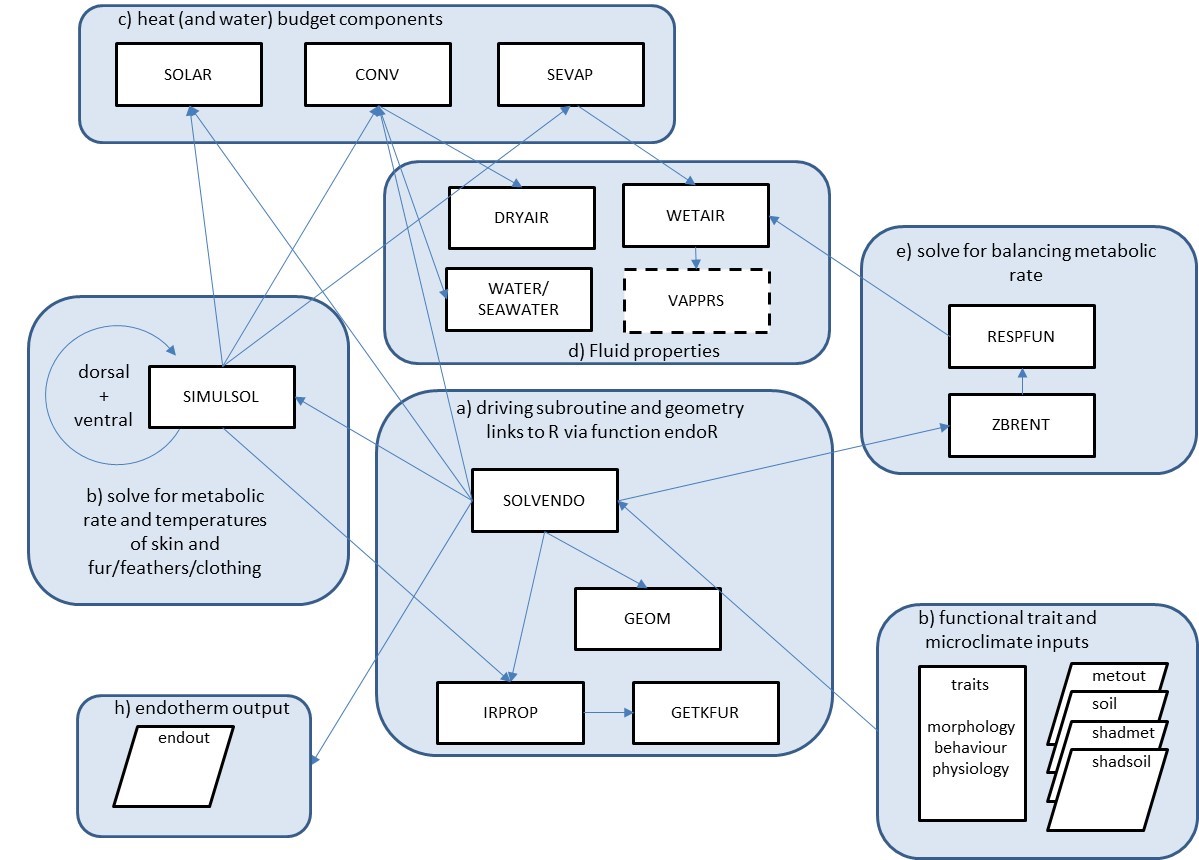 c) heat (and water) budget components
SOLAR
CONV
SEVAP
DRYAIR
WETAIR
WATER/
SEAWATER
VAPPRS
d) Fluid properties
e) solve for balancing metabolic
rate
RESPFUN
ZBRENT
dorsal
+
ventral
SIMULSOL
b) solve for metabolic
rate and temperatures
of skin and
fur/feathers/clothing
a) driving subroutine and geometry
links to R via function endoR
SOLVENDO
GEOM
IRPROP
GETKFUR
h) endotherm output
endout
b) functional trait and
microclimate inputs
traits
morphology
behaviour
physiology
metout
soil
shadmet
shadsoil